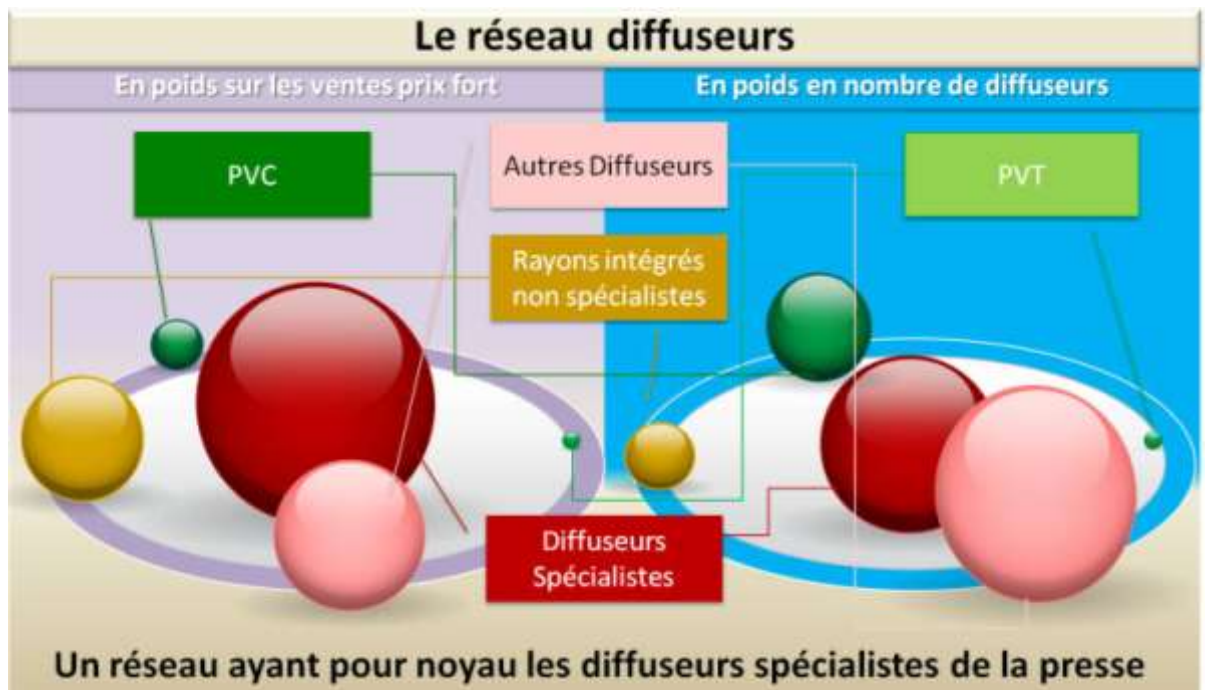 Le réseau diffuseurs
En poids sur les ventes prix fort
En poids en nombre de diffuseurs
PVC
Autres Diffuseurs
PVT
Rayons intégrés
non spécialistes
Diffuseurs
Spécialistes
Un réseau ayant pour noyau les diffuseurs spécialistes de la presse